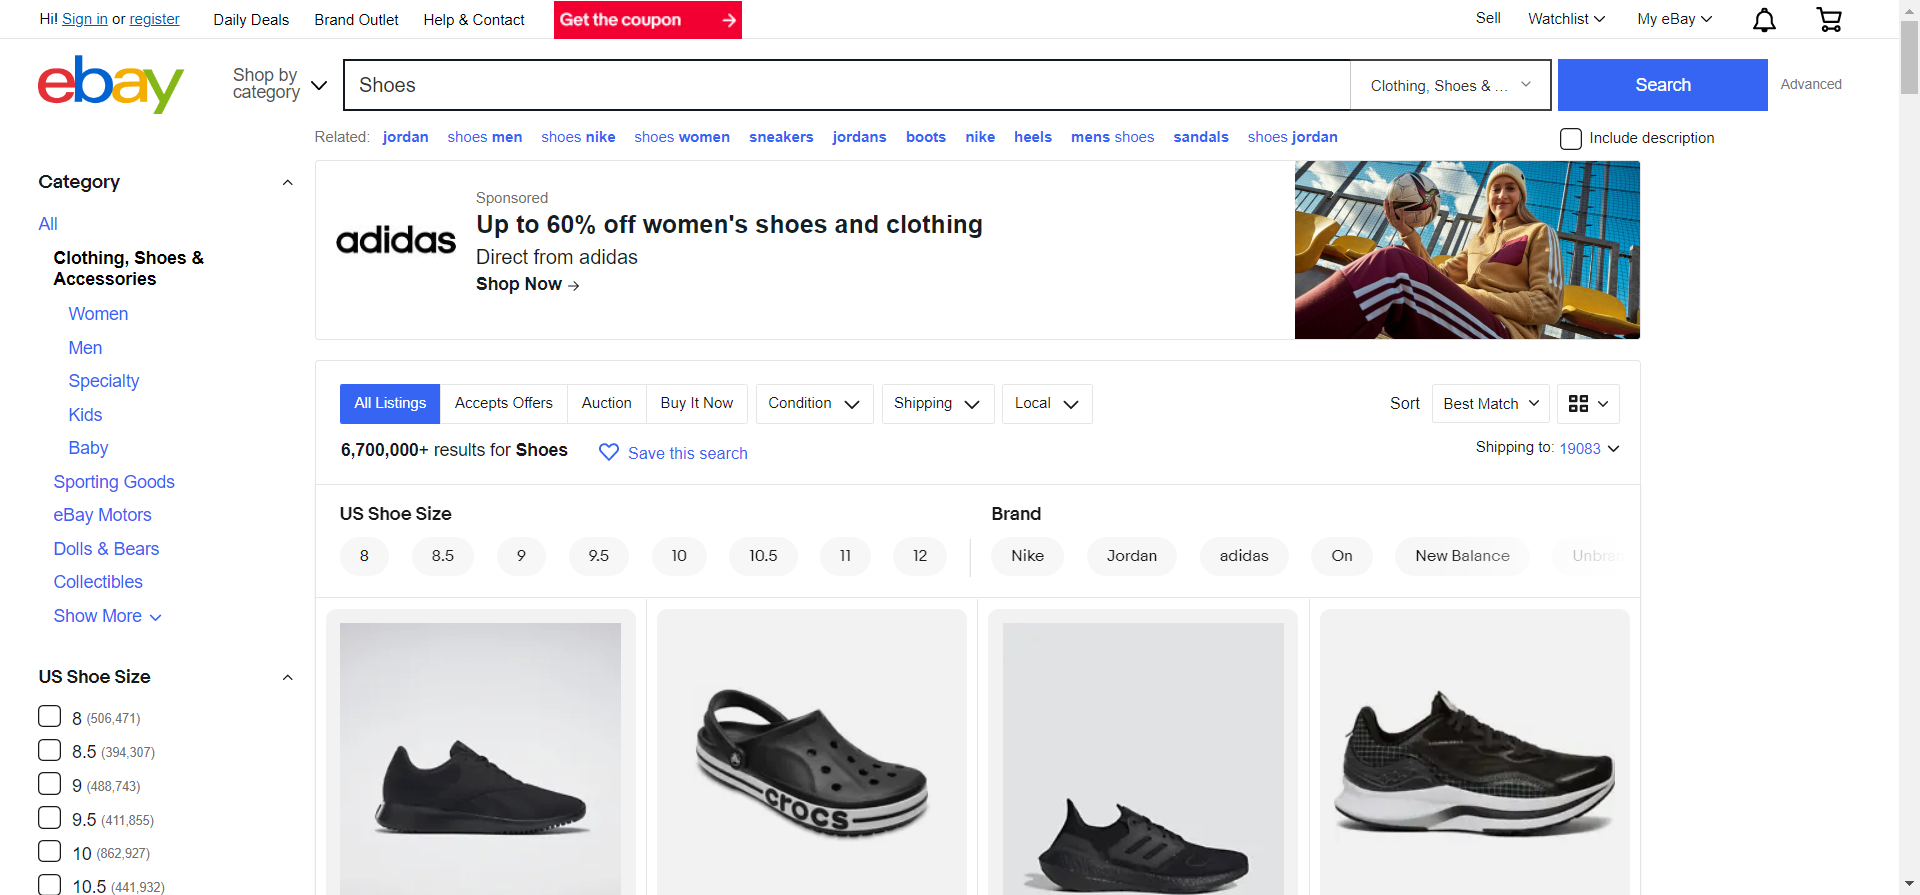 Hi! Sign in or register
Daily Deals
Brand Outlet
Help & Contact
Get the coupon
Sell
Watchlist
My eBay
ebay
Shop by
category
Shoes
Clothing, Shoes & ...
Search
Advanced
Related: jordan shoes men shoes nike shoes women sneakers jordans boots nike heels mens shoes sandals shoes jordan
Include description
Category
All
Clothing, Shoes &
Accessories
Women
Men
Specialty
Kids
Baby
Sporting Goods
eBay Motors
Dolls & Bears
Collectibles
Show More
US Shoe Size
8 (506,471)
8.5 (394,307)
9 (488,743)
9.5 (411,855)
10 (862,927)
10.5 (441,932)
adidas
Sponsored
Up to 60% off women's shoes and clothing
Direct from adidas
Shop Now →
All Listings
Accepts Offers
Auction
Buy It Now
Condition
Shipping
Local
Sort
Best Match
6,700,000+ results for Shoes
Save this search
Shipping to: 19083
US Shoe Size
8 8.5 9 9.5 10 10.5 11 12
Brand
Nike Jordan adidas On New Balance
crocs